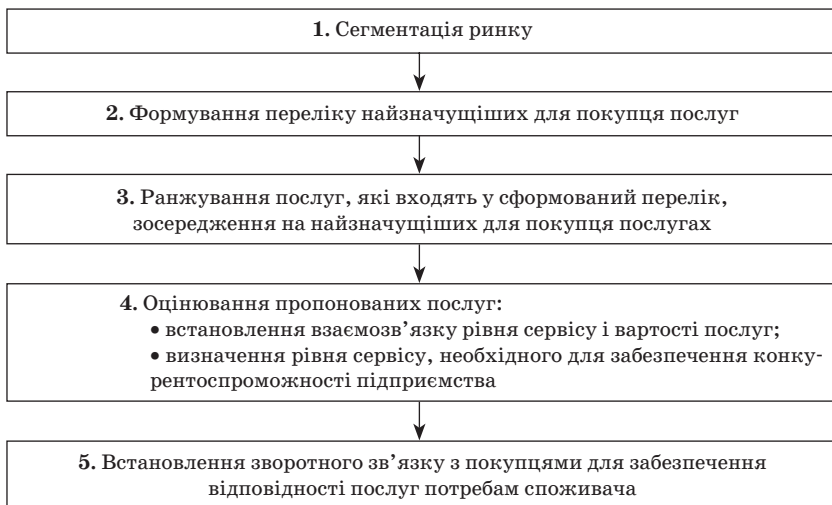 1. Сегментація ринку
2. Формування переліку найзначущіших для покупця послуг
3. Ранжування послуг, які входять у сформований перелік,
зосередження на найзначущіших для покупця послугах
4. Оцінювання пропонованих послуг:
• встановлення взаємозв’язку рівня сервісу і вартості послуг;
• визначення рівня сервісу, необхідного для забезпечення конку-
рентоспроможності підприємства
5. Встановлення зворотного зв’язку з покупцями для забезпечення
відповідності послуг потребам споживача